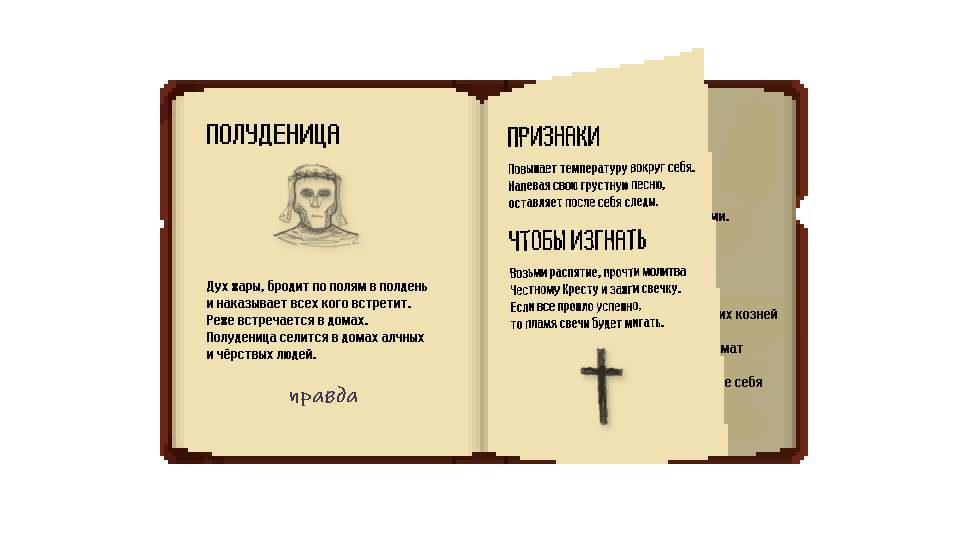 ПОЛУДЕНИЦА
Дух жары, бродит по полям в полдень
и наказывает всех кого встретит.
Реже встречается в домах.
Полуденица селится в домах алчных
и чёрствых людей.
правда
ПРИЗНАКИ
Повышает температуру вокруг себя.
Напевая свою грустную песню,
оставляет после себя следы.
ЧТОБЫ ИЗГНАТЬ
Возьми распятие, прочти молитва
Честному Кресту и зажги свечку.
Если все прошло успешно,
то пламя свечи будет мигать.
ми.
их козней
мат
е себя